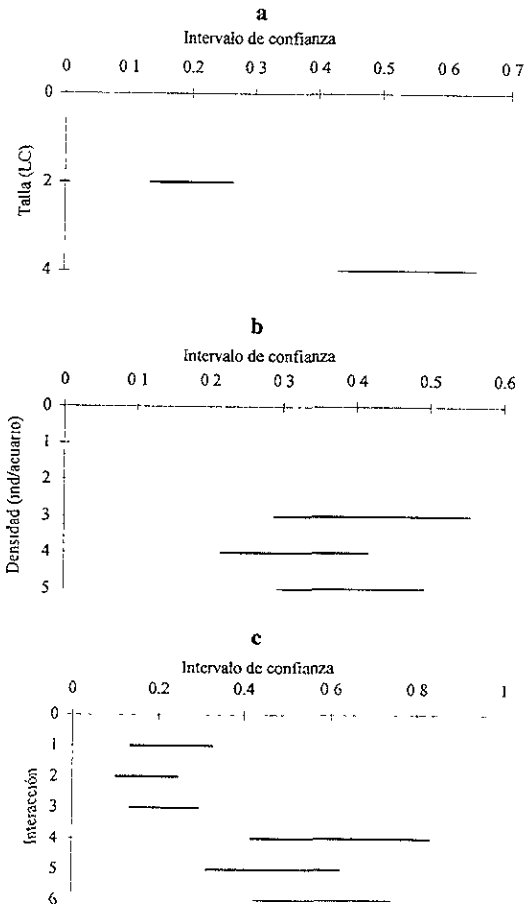 a
Intervalo de confianza
0 0 1 0.2 0 3 0 4 0 5 0 6 0 7
0
2
4
Talla (LC)
b
Intervalo de confianza
0 0 1 0 2 0 3 0 4 0.5 0.6
0
1
2
3
4
5
Densidad (ind/acuario)
c
Intervalo de confianza
0 0.2 0 4 0 6 0 8 1
0
1
2
3
4
5
6
Interacción